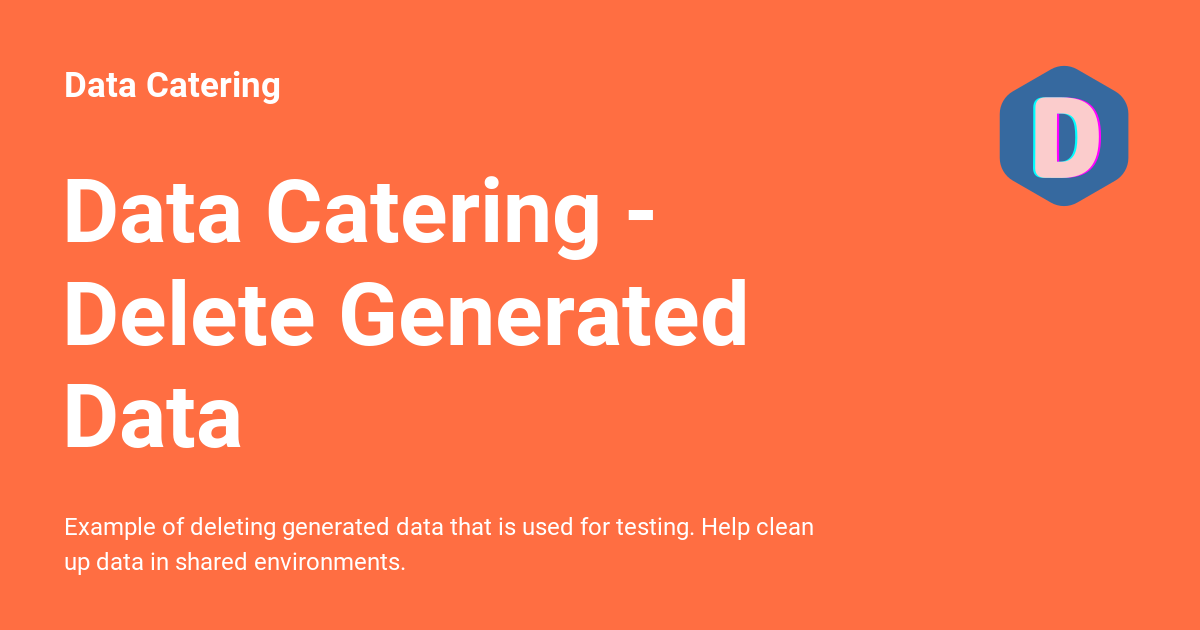 Data Catering
D
Data Catering -
Delete Generated
Data
Example of deleting generated data that is used for testing. Help clean
up data in shared environments.